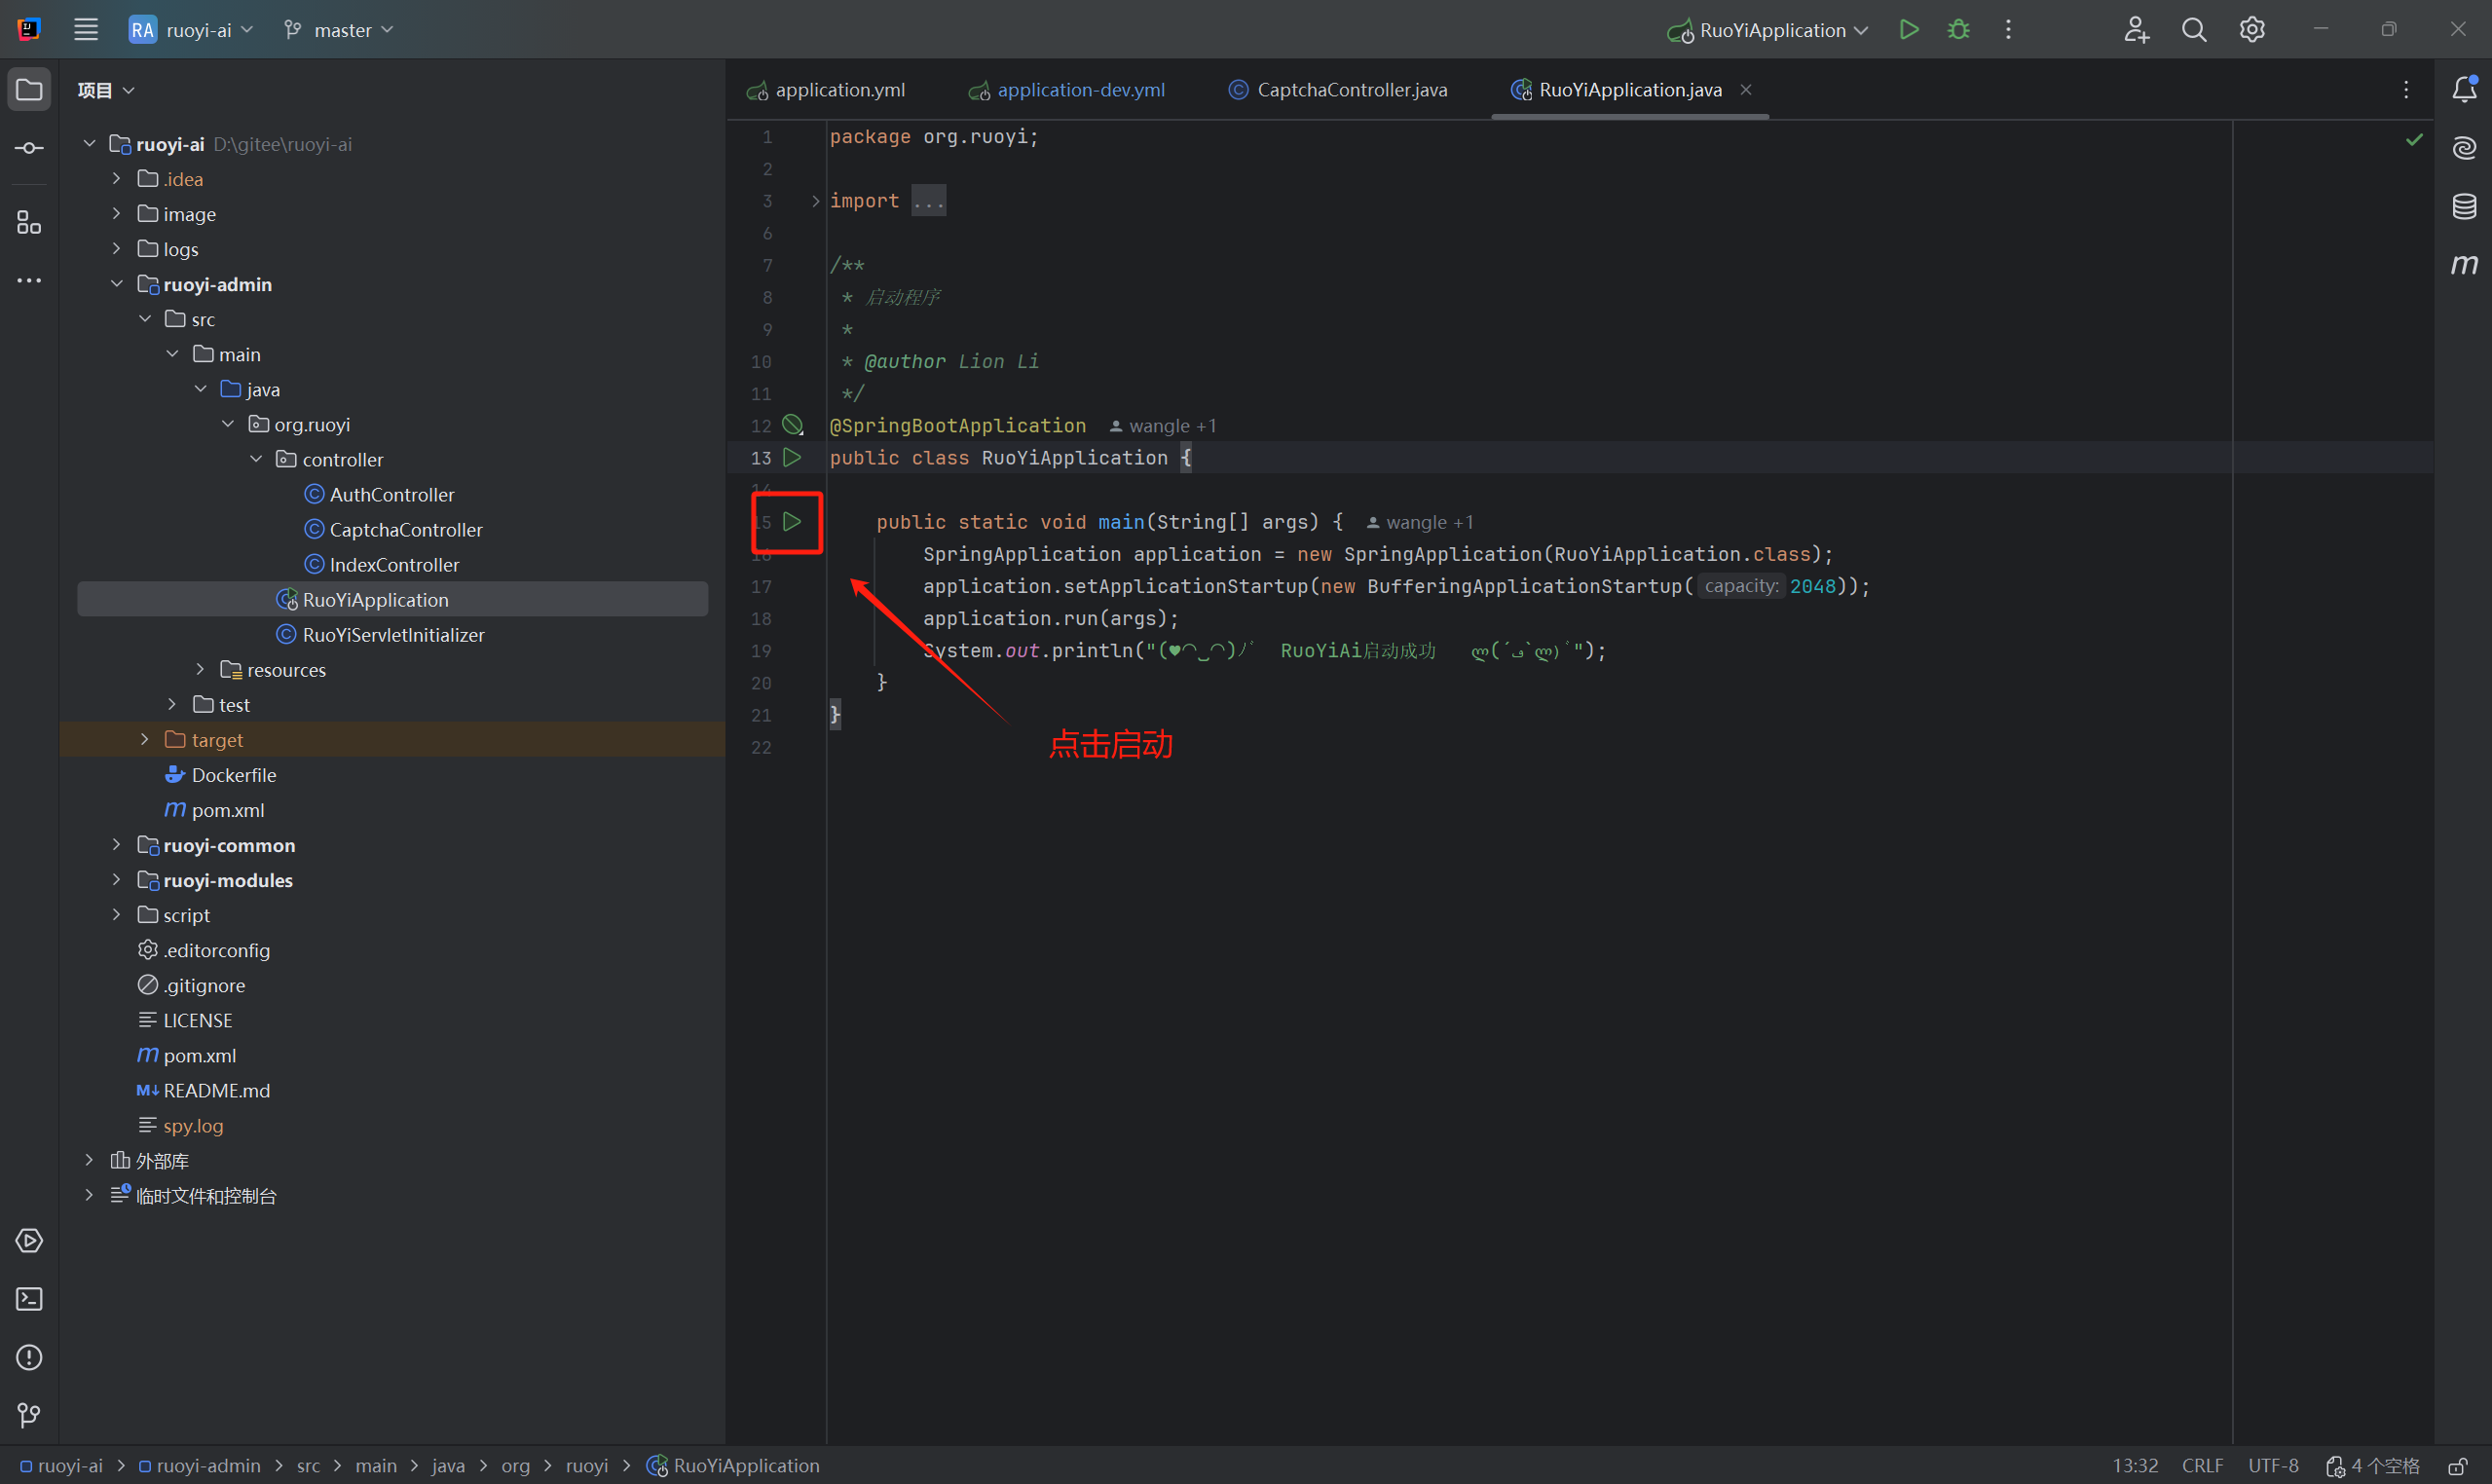 RA ruoyi-ai master RuoYiApplication
项目
application.yml application-dev.yml CaptchaController.java RuoYiApplication.java
ruoyi-ai D:\gitee\ruoyi-ai
.idea
image
logs
ruoyi-admin
src
main
java
org.ruoyi
controller
AuthController
CaptchaController
IndexController
RuoYiApplication
RuoYiServletInitializer
resources
test
target
Dockerfile
pom.xml
ruoyi-common
ruoyi-modules
script
.editorconfig
.gitignore
LICENSE
pom.xml
README.md
spy.log
外部库
临时文件和控制台
1 package org.ruoyi;
2
3 import ...
6
7 /**
8 * 启动程序
9 *
10 * @author Lion Li
11 */
12 @SpringBootApplication wangle +1
13 public class RuoYiApplication {
14
15 public static void main(String[] args) { wangle +1
16 SpringApplication application = new SpringApplication(RuoYiApplication.class);
17 application.setApplicationStartup(new BufferingApplicationStartup( capacity: 2048));
18 application.run(args);
19 System.out.println("(♥◠‿◠)ノ゙ RuoYiAi启动成功 ლ(´ڡ`ლ)゙");
20 }
21 }
22
点击启动
ruoyi-ai > ruoyi-admin > src > main > java > org > ruoyi > RuoYiApplication
13:32 CRLF UTF-8 4 个空格